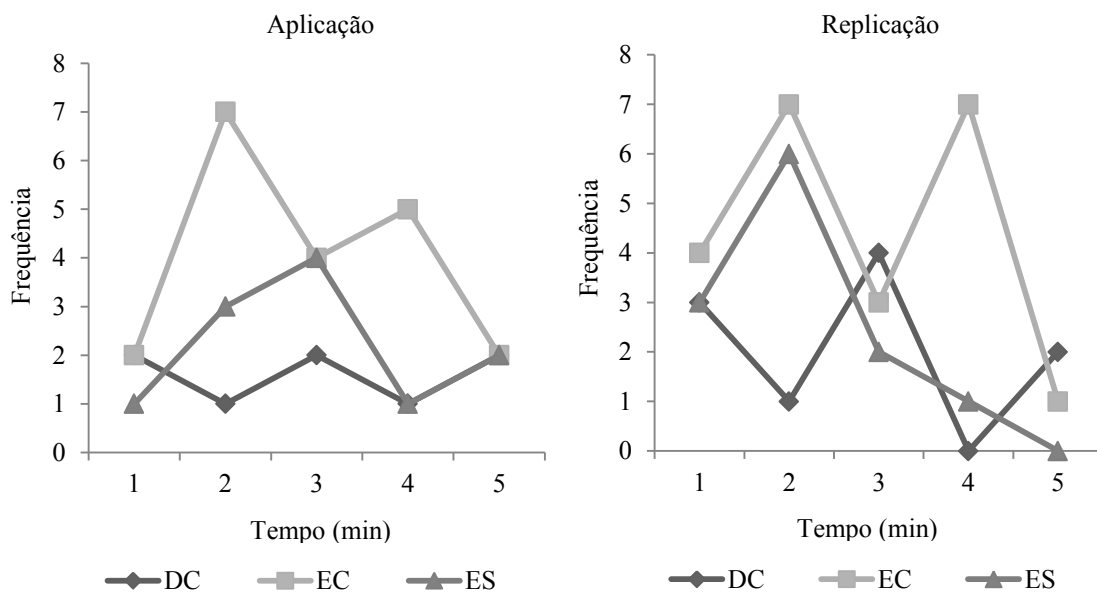 Aplicação
8
7
6
5
4
3
2
1
0
Frequência
1 2 3 4 5
Tempo (min)
DC EC ES
Replicação
8
7
6
5
4
3
2
1
0
Frequência
1 2 3 4 5
Tempo (min)
DC EC ES